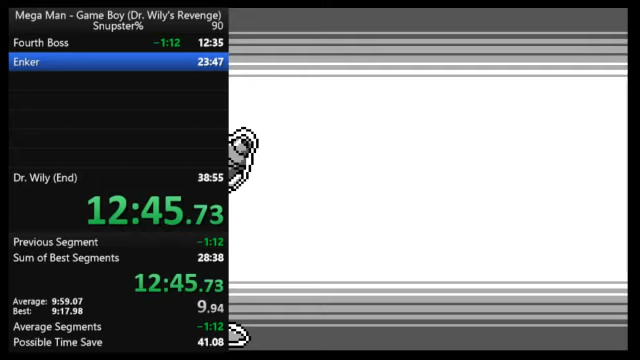 Mega Man - Game Boy (Dr. Wily's Revenge)
Snupster% 90
Fourth Boss −1:12 12:35
Enker 23:47
Dr. Wily (End) 38:55
12:45.73
Previous Segment −1:12
Sum of Best Segments 28:38
12:45.73
Average: 9:59.07
Best: 9:17.98 9.94
Average Segments −1:12
Possible Time Save 41.08